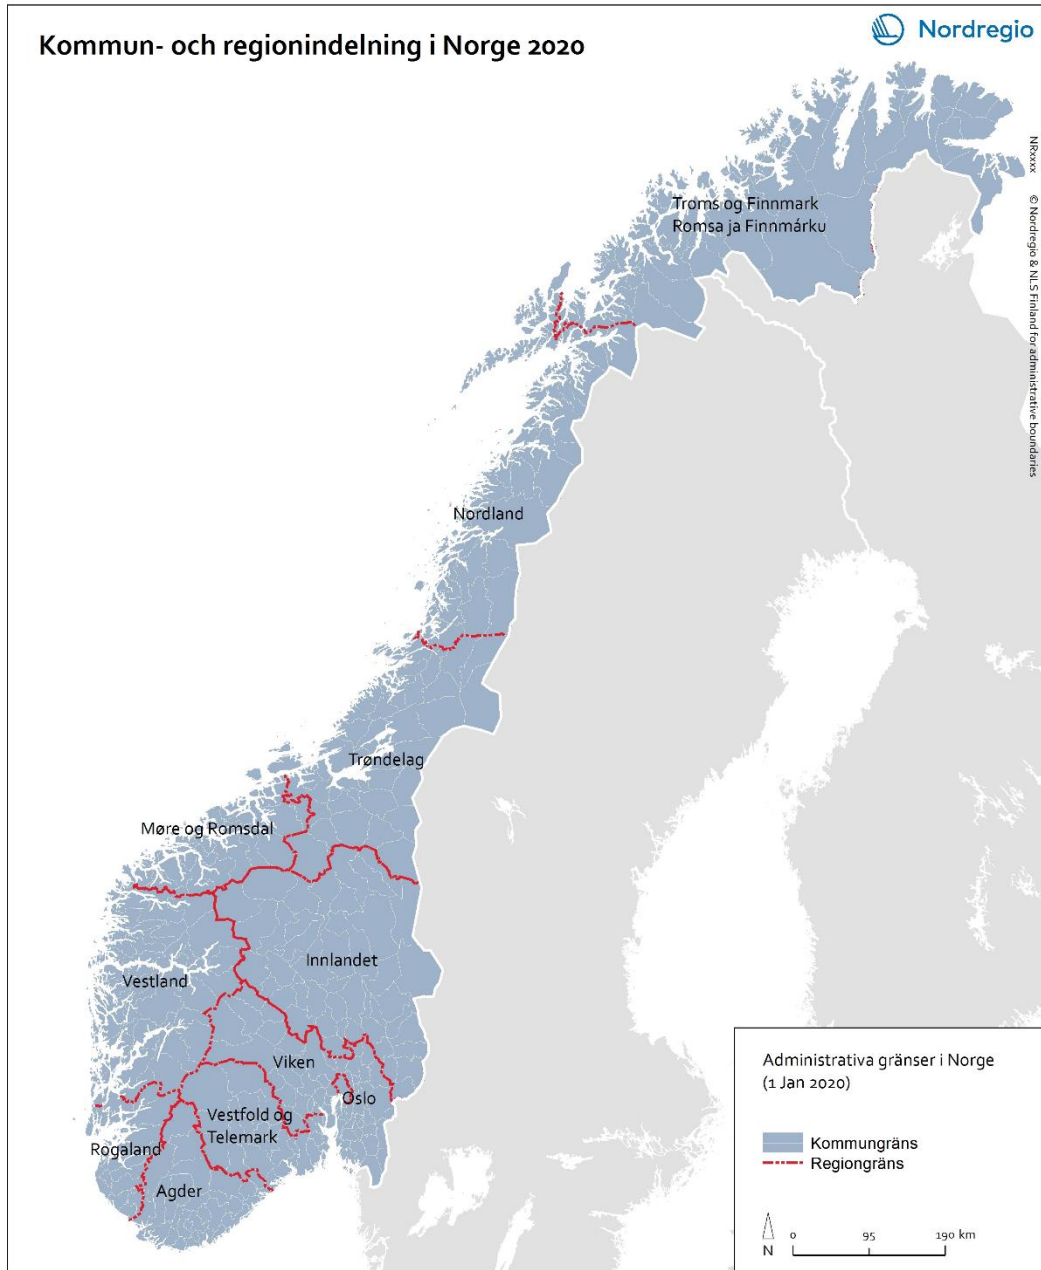 Kommun- och regionindelning i Norge 2020
Nordregio
NRxxxx © Nordregio & NLS Finland for administrative boundaries
Troms og Finnmark
Romsa ja Finnmárku
Nordland
Trøndelag
Møre og Romsdal
Innlandet
Vestland
Viken
Oslo
Vestfold og
Telemark
Rogaland
Agder
Administrativa gränser i Norge
(1 Jan 2020)
Kommungräns
Regiongräns
0 95 190 km
N